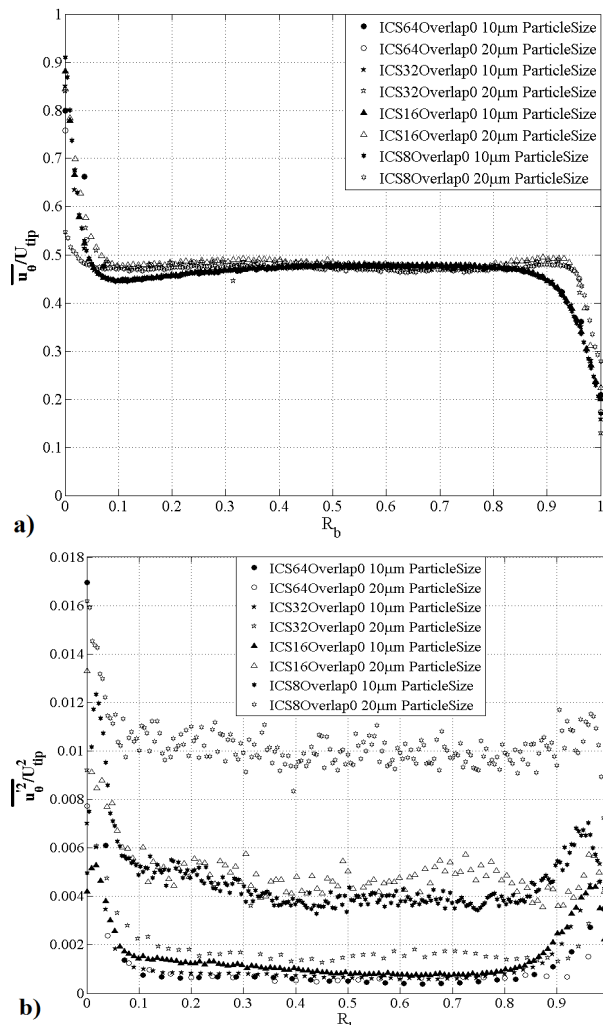 1
0.9
0.8
0.7
0.6
0.5
0.4
0.3
0.2
0.1
0
u_θ/U_tip
ICS64Overlap0 10μm ParticleSize
ICS64Overlap0 20μm ParticleSize
ICS32Overlap0 10μm ParticleSize
ICS32Overlap0 20μm ParticleSize
ICS16Overlap0 10μm ParticleSize
ICS16Overlap0 20μm ParticleSize
ICS8Overlap0 10μm ParticleSize
ICS8Overlap0 20μm ParticleSize
0 0.1 0.2 0.3 0.4 0.5 0.6 0.7 0.8 0.9 1
R_b
a)
0.018
0.016
0.014
0.012
0.01
0.008
0.006
0.004
0.002
0
u_θ'^2/U_tip^2
ICS64Overlap0 10μm ParticleSize
ICS64Overlap0 20μm ParticleSize
ICS32Overlap0 10μm ParticleSize
ICS32Overlap0 20μm ParticleSize
ICS16Overlap0 10μm ParticleSize
ICS16Overlap0 20μm ParticleSize
ICS8Overlap0 10μm ParticleSize
ICS8Overlap0 20μm ParticleSize
0 0.1 0.2 0.3 0.4 0.5 0.6 0.7 0.8 0.9
b)